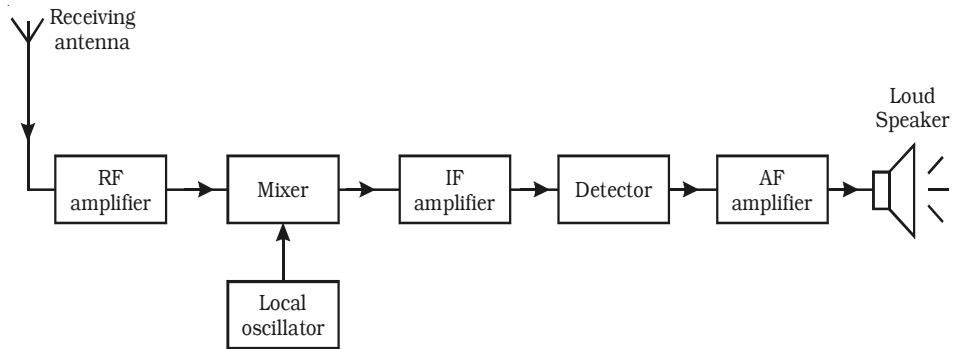 Receiving
antenna
Loud
Speaker
RF
amplifier
Mixer
IF
amplifier
Detector
AF
amplifier
Local
oscillator